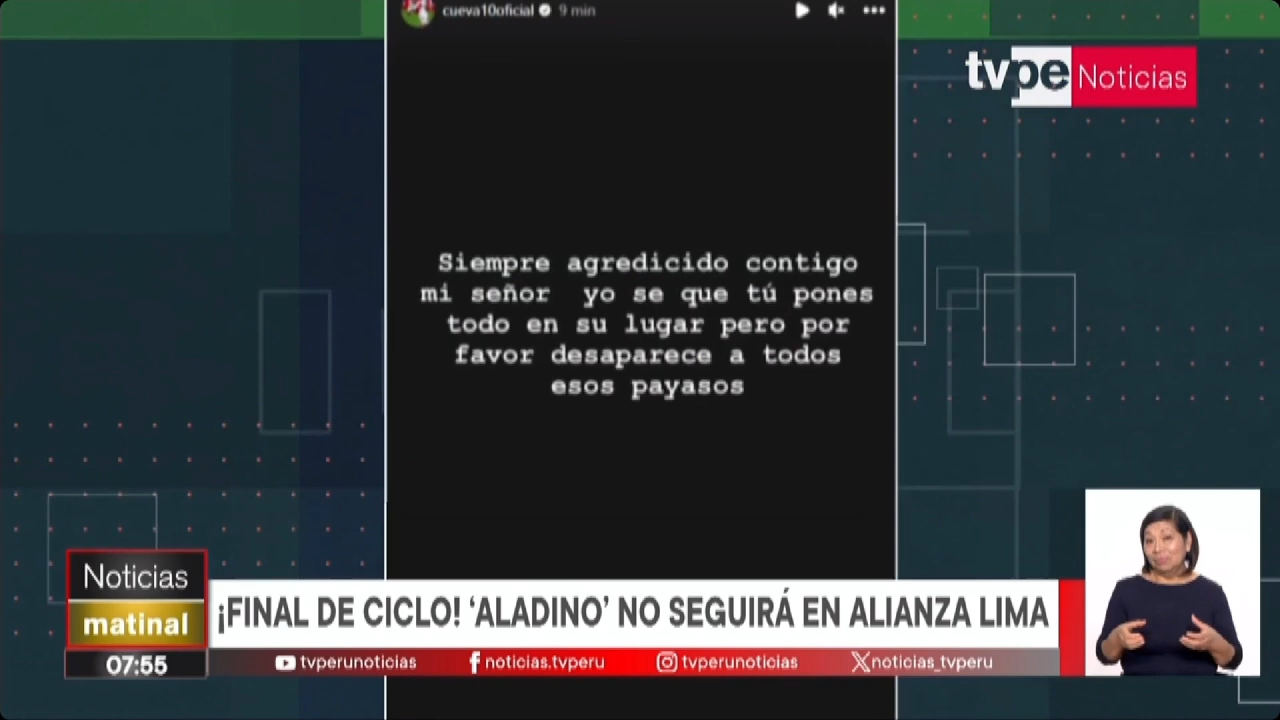 cueva10oficial 9 min
tvpe Noticias
Siempre agredicido contigo
mi señor yo se que tú pones
todo en su lugar pero por
favor desaparece a todos
esos payasos
Noticias
matinal
07:55
¡FINAL DE CICLO! ‘ALADINO’ NO SEGUIRÁ EN ALIANZA LIMA
tvperunoticias noticias.tvperu tvperunoticias noticias_tvperu